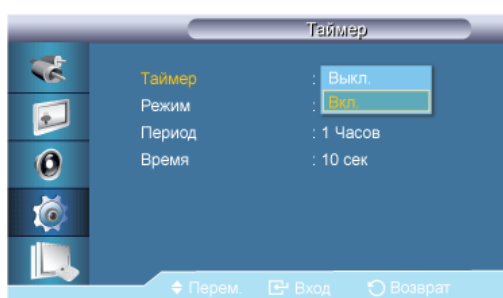 Таймер
Таймер : Выкл.
Режим : Вкл.
Период : 1 Часов
Время : 10 сек
Перем. Вход Возврат